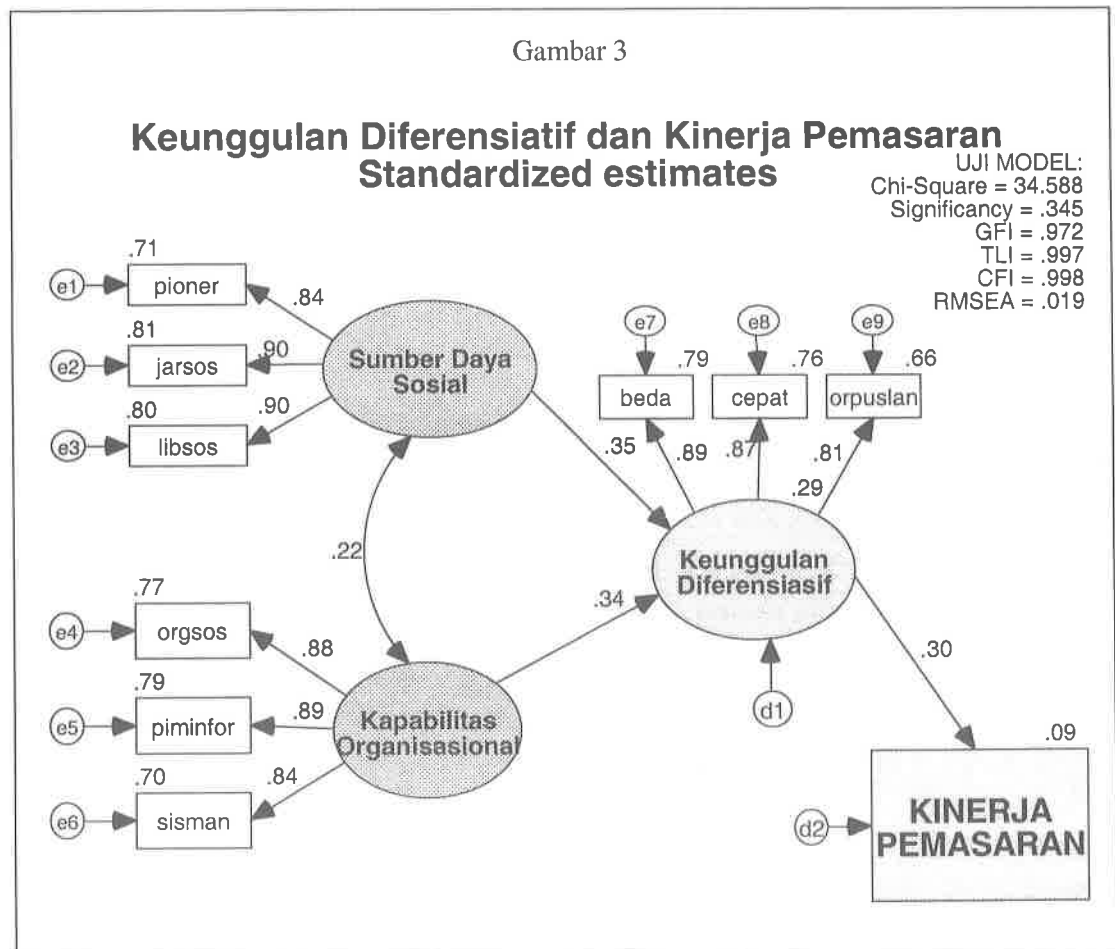 Gambar 3
Keunggulan Diferensiatif dan Kinerja Pemasaran
Standardized estimates
UJI MODEL:
Chi-Square = 34.588
Significancy = .345
GFI = .972
TLI = .997
CFI = .998
RMSEA = .019
.71
e1
pioner
.84
.81
e2
jarsos
.90
.80
e3
libsos
.90
Sumber Daya
Sosial
e7
e8
e9
.79
.76
.66
beda
cepat
orpuslan
.35
.89
.87
.81
.29
Keunggulan
Diferensiasif
.22
.34
.77
e4
orgsos
.88
.79
e5
piminfor
.89
.70
e6
sisman
.84
Kapabilitas
Organisasional
d1
.30
.09
d2
KINERJA
PEMASARAN